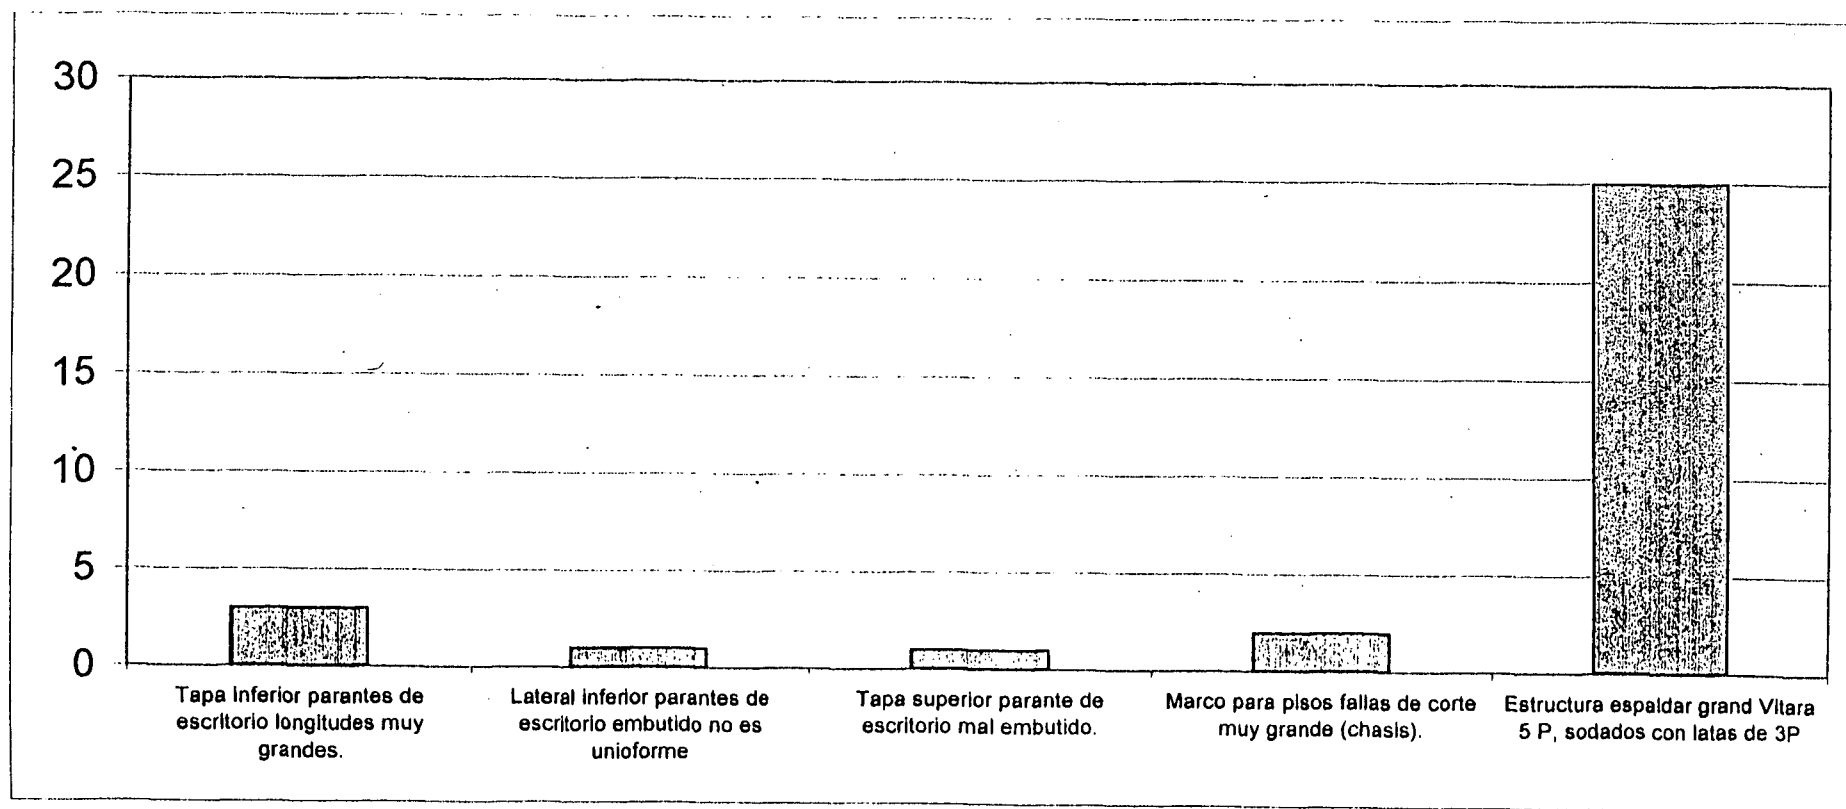 30
25
20
15
10
5
0
Tapa inferior parantes de
escritorio longitudes muy
grandes.
Lateral inferior parantes de
escritorio embutido no es
unioforme
Tapa superior parante de
escritorio mal embutido.
Marco para pisos fallas de corte
muy grande (chasis).
Estructura espaldar grand Vitara
5 P, sodados con latas de 3P